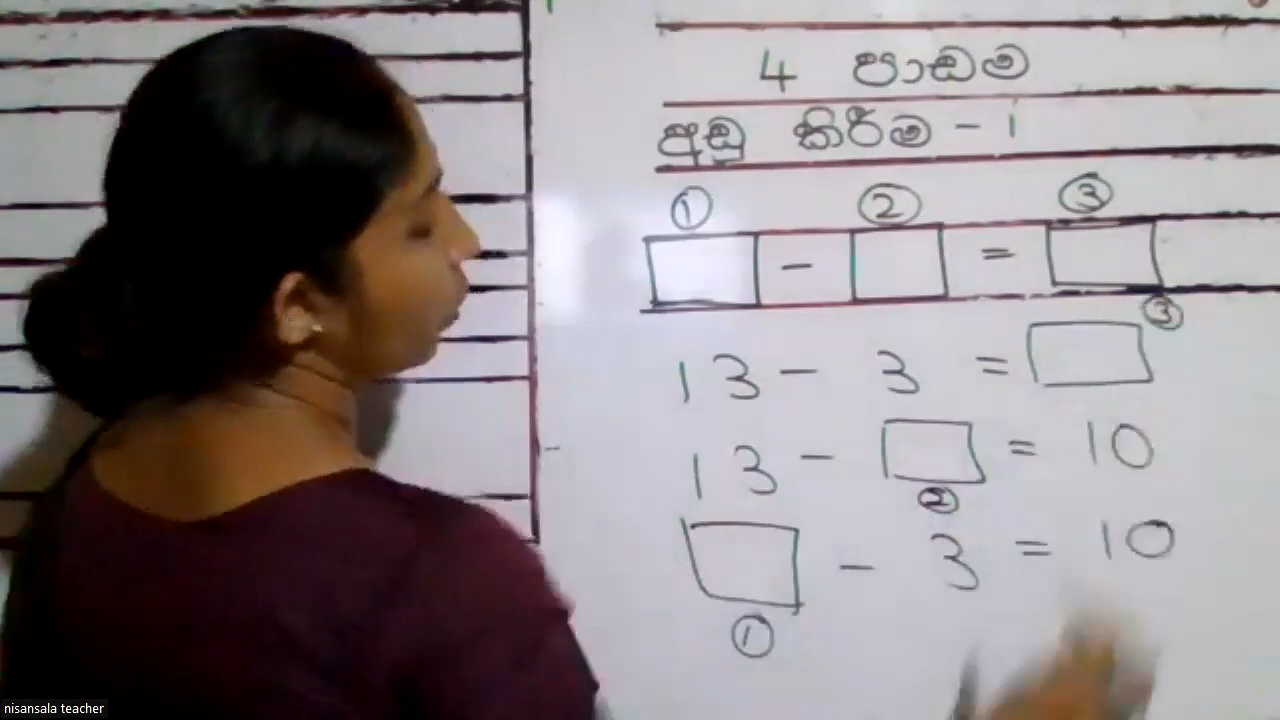 4 පාඩම
අඩු කිරීම - 1
① ② ③
□ - □ = □
③
13 - 3 = □
13 - □ = 10
②
□ - 3 = 10
①
nisansala teacher